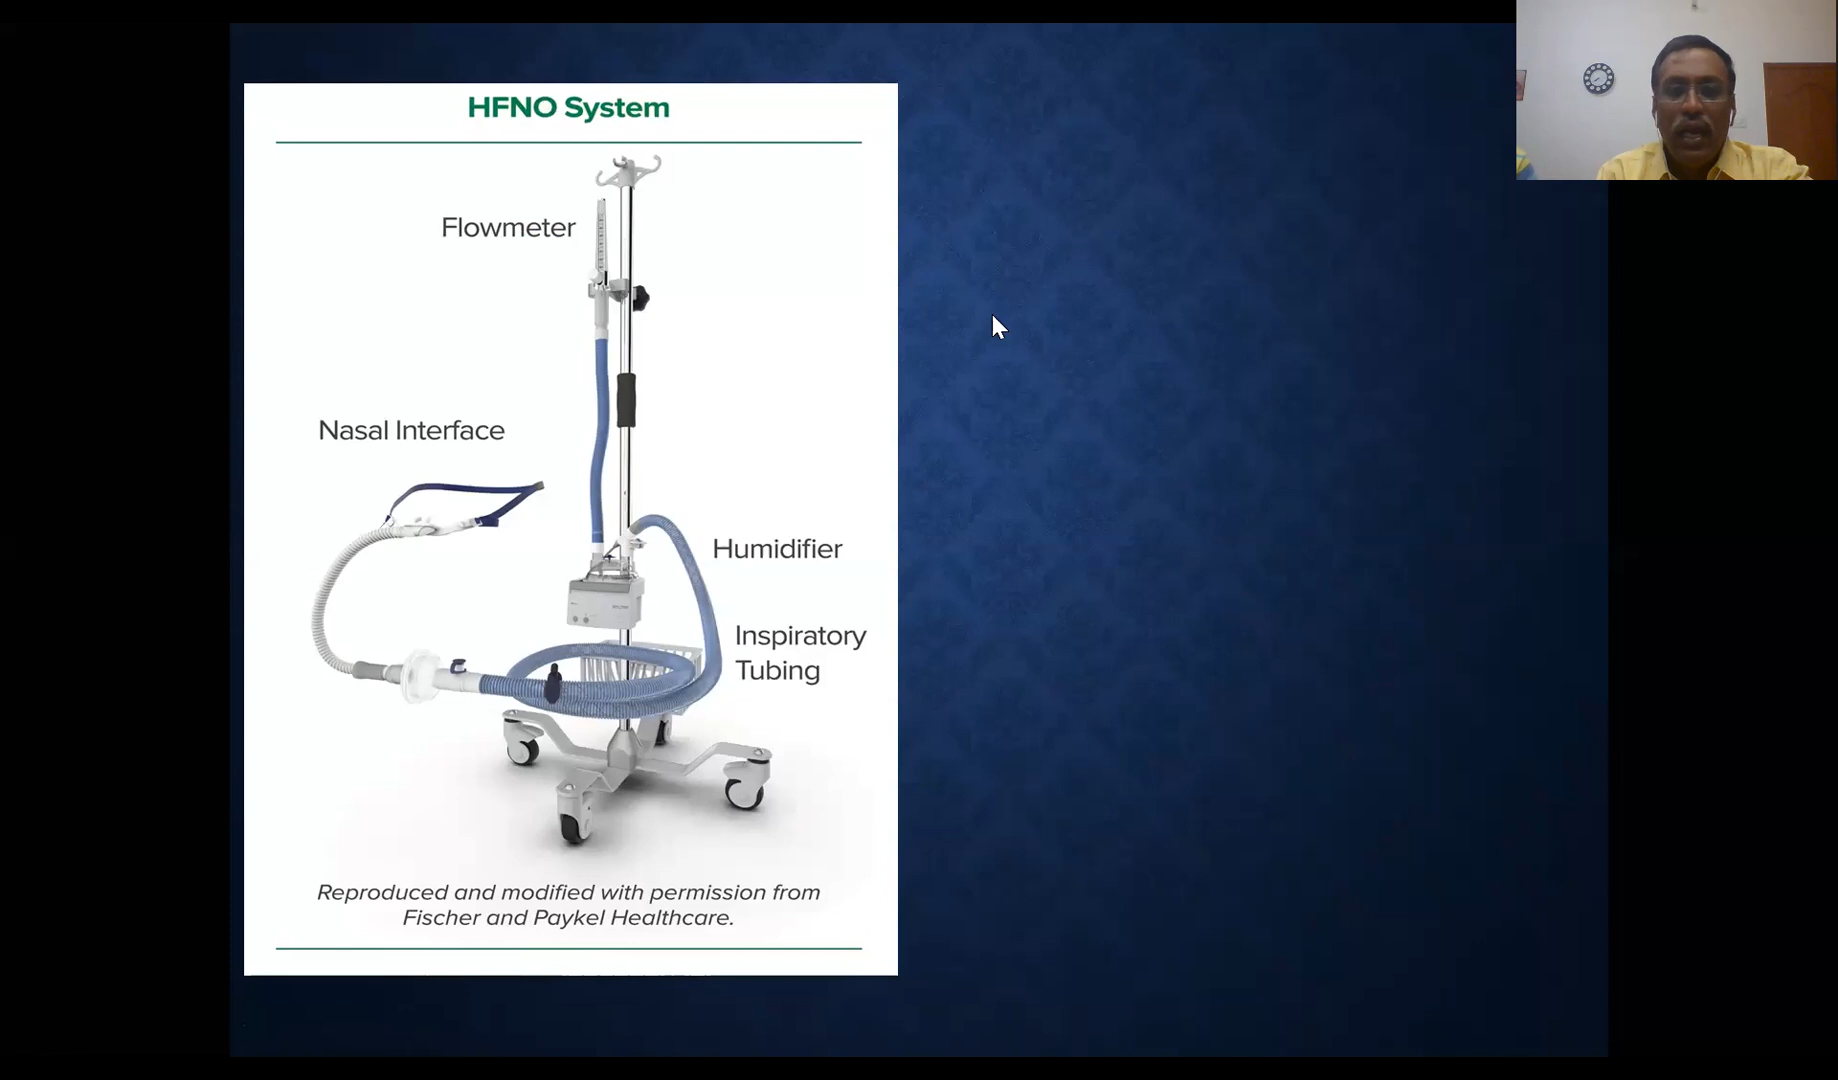 HFNO System
Flowmeter
Nasal Interface
Humidifier
Inspiratory
Tubing
Reproduced and modified with permission from
Fischer and Paykel Healthcare.